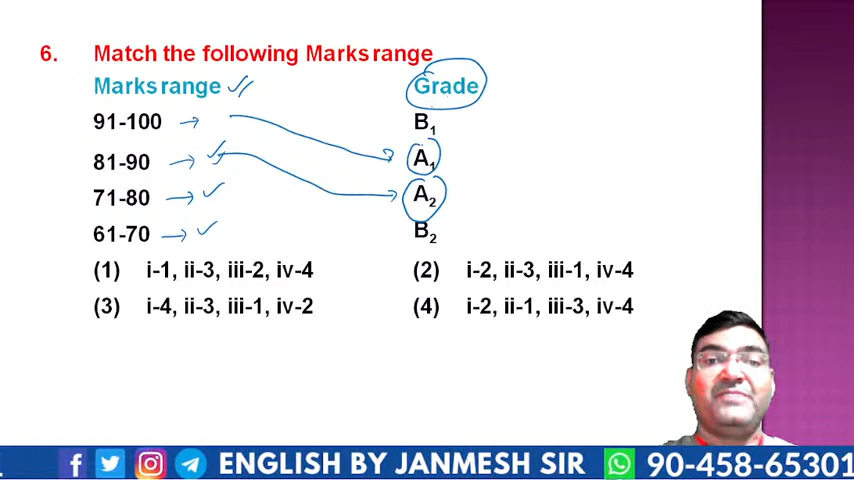 6. Match the following Marks range
Marks range Grade
91-100 B1
81-90 A1
71-80 A2
61-70 B2
(1) i-1, ii-3, iii-2, iv-4 (2) i-2, ii-3, iii-1, iv-4
(3) i-4, ii-3, iii-1, iv-2 (4) i-2, ii-1, iii-3, iv-4
ENGLISH BY JANMESH SIR 90-458-65301